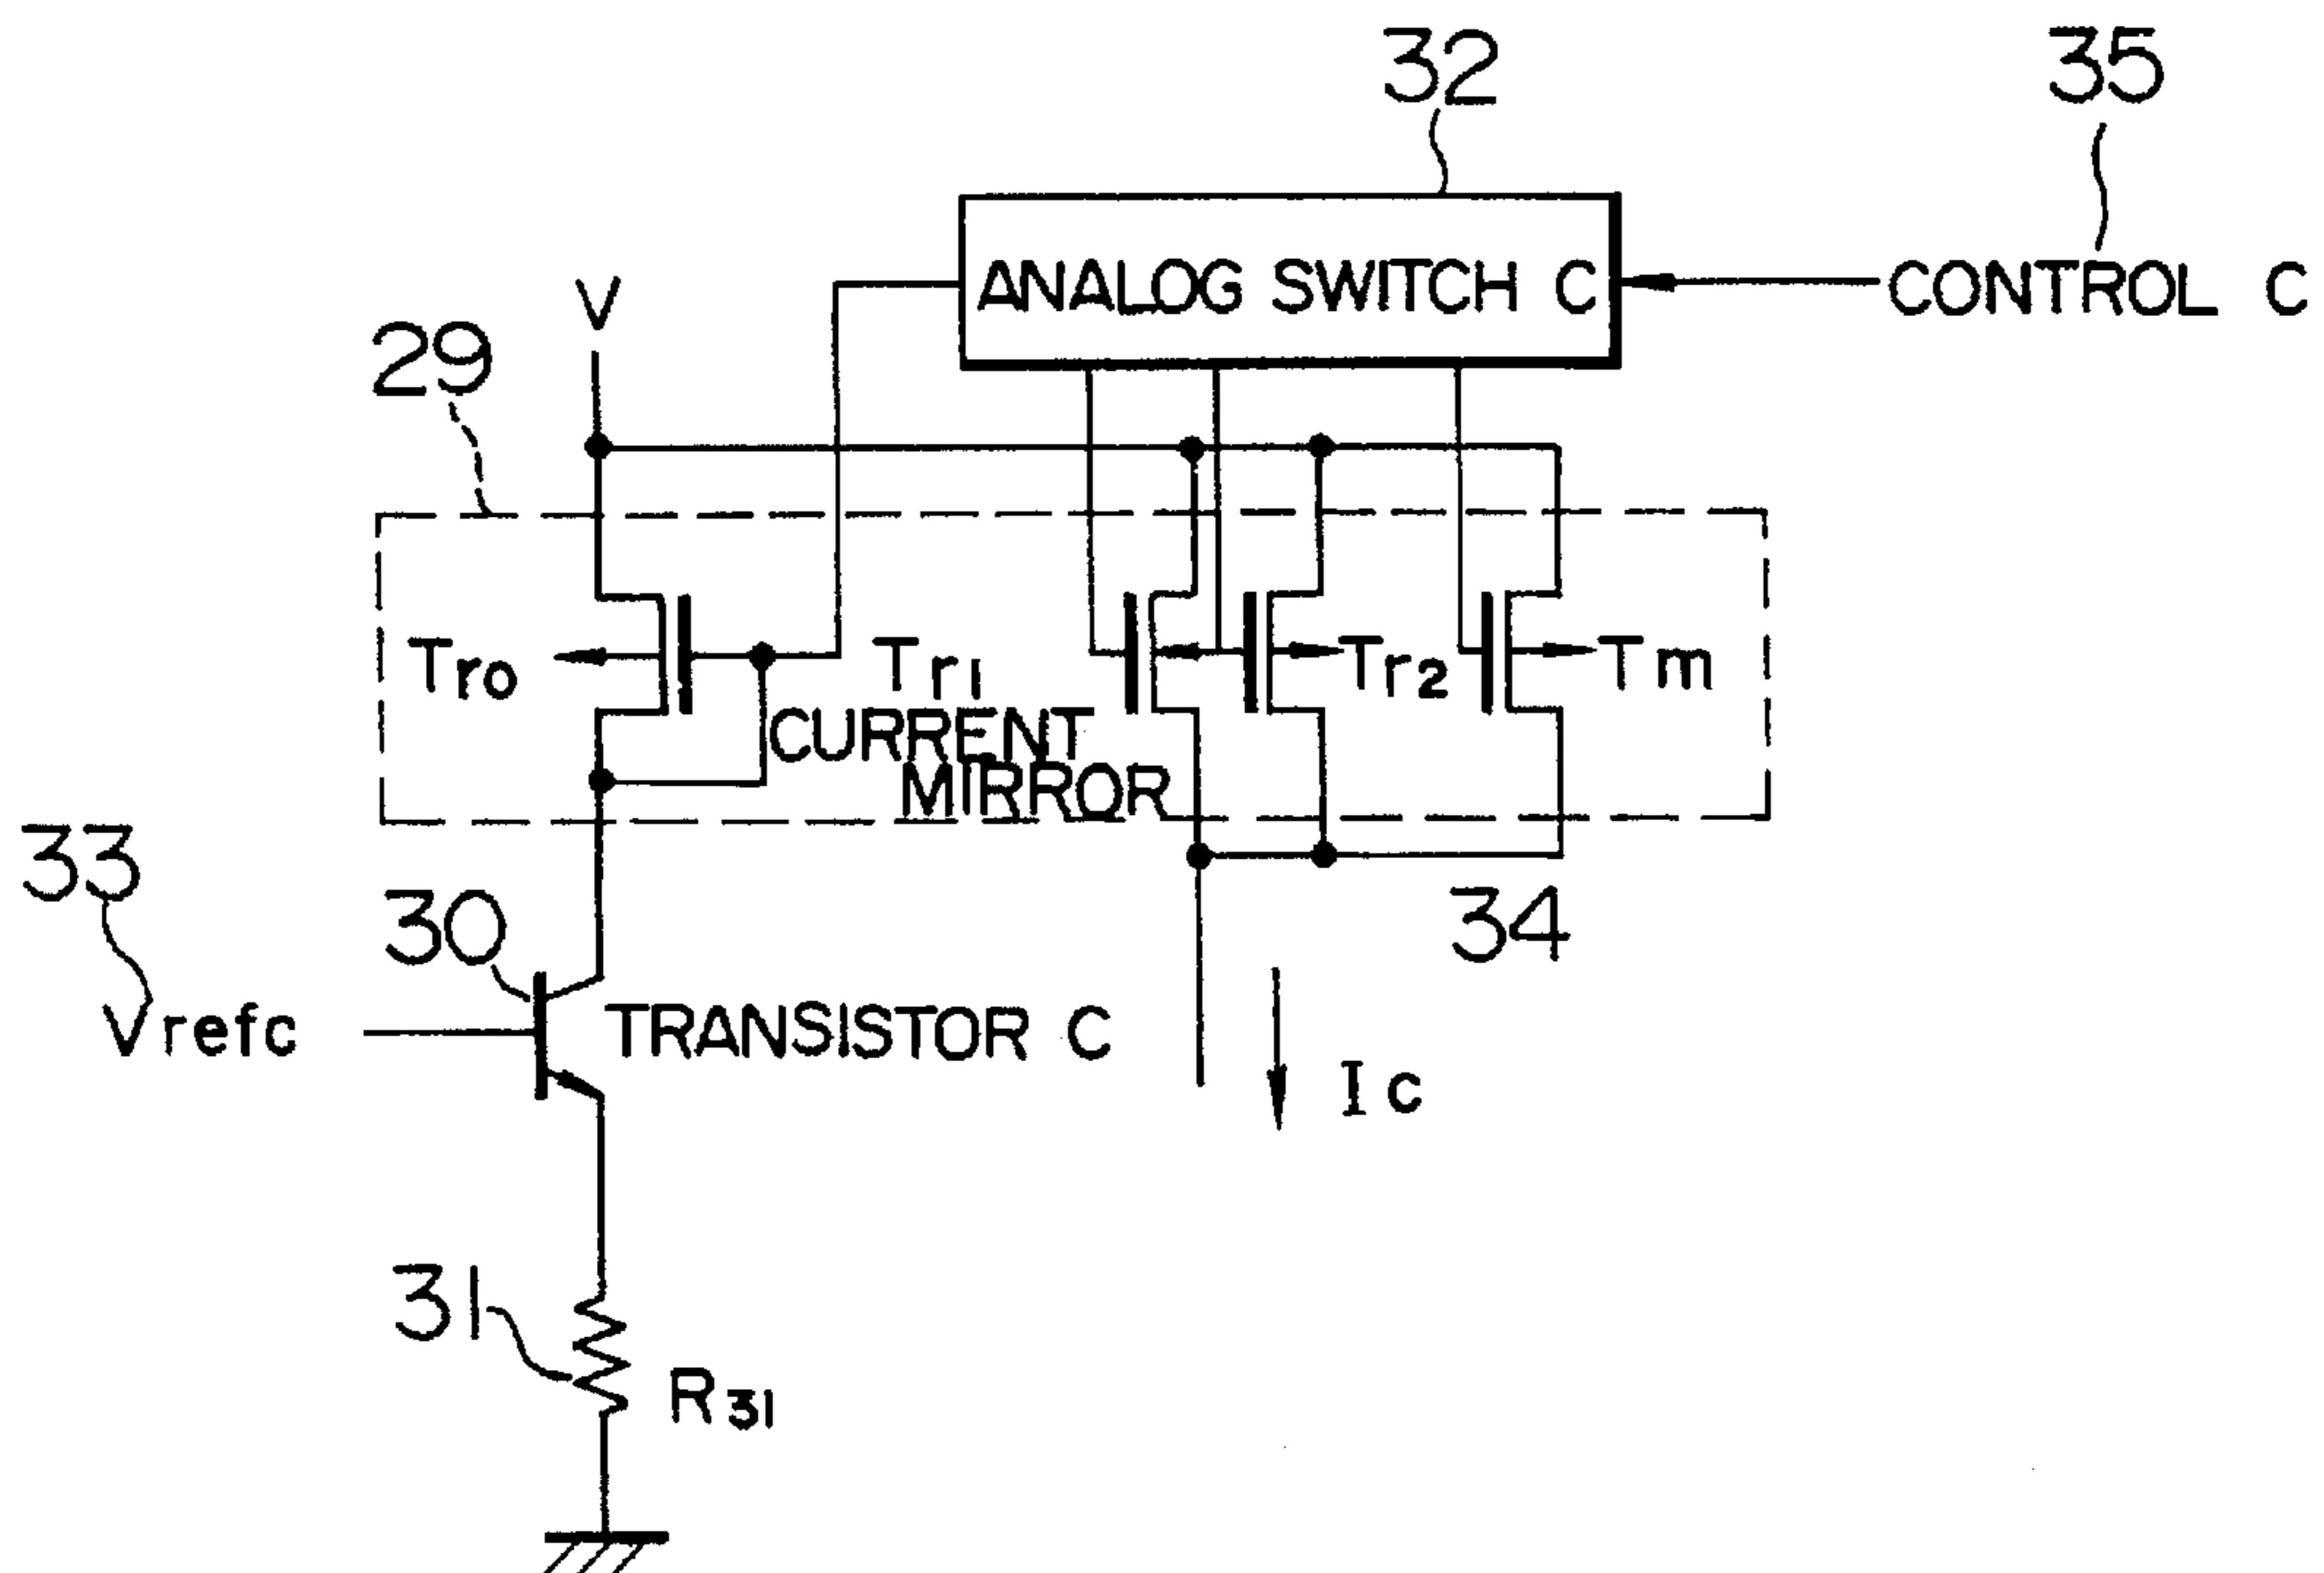 32
35
ANALOG SWITCH C
CONTROL C
V
29
Tr0
Tr1
Tr2
Tm
CURRENT
MIRROR
33
30
34
Vrefc
TRANSISTOR C
Ic
31
R31